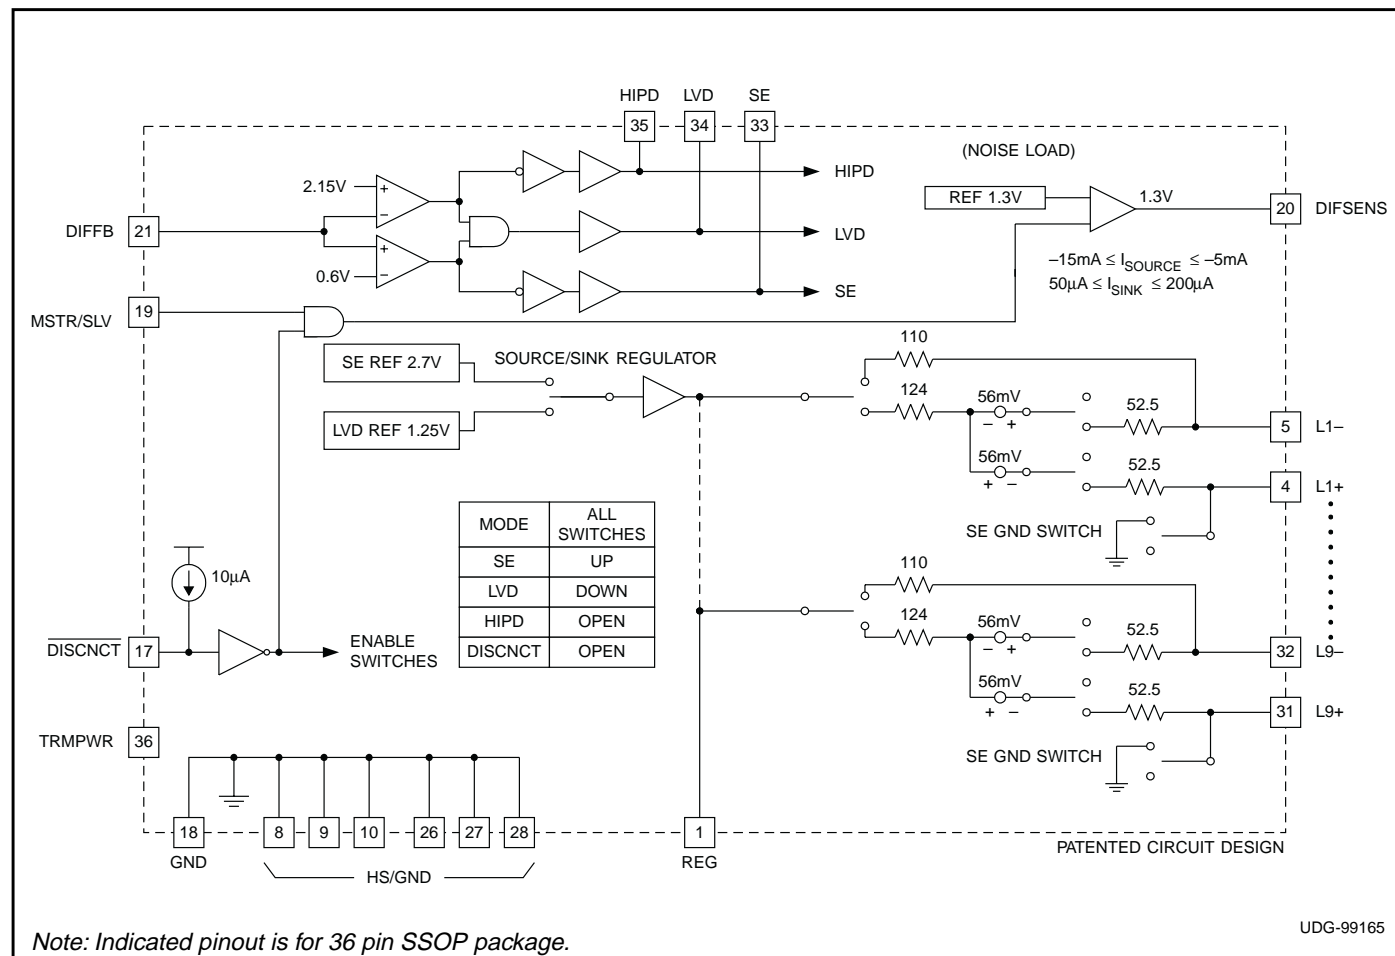 HIPD LVD SE
35 34 33
(NOISE LOAD)
2.15V
+
−
HIPD
REF 1.3V
1.3V
20 DIFSENS
DIFFB 21
LVD
+
−
0.6V
–15mA ≤ ISOURCE ≤ –5mA
50µA ≤ ISINK ≤ 200µA
SE
MSTR/SLV 19
SE REF 2.7V
SOURCE/SINK REGULATOR
110
124
LVD REF 1.25V
56mV
− +
52.5
5 L1–
56mV
+ −
52.5
4 L1+
SE GND SWITCH
MODE ALL SWITCHES
SE UP
LVD DOWN
HIPD OPEN
DISCNCT OPEN
10µA
110
124
DISCNCT 17
ENABLE
SWITCHES
56mV
− +
52.5
32 L9–
56mV
+ −
52.5
31 L9+
SE GND SWITCH
TRMPWR 36
18 8 9 10 26 27 28 1
GND
HS/GND
REG
PATENTED CIRCUIT DESIGN
Note: Indicated pinout is for 36 pin SSOP package.
UDG-99165